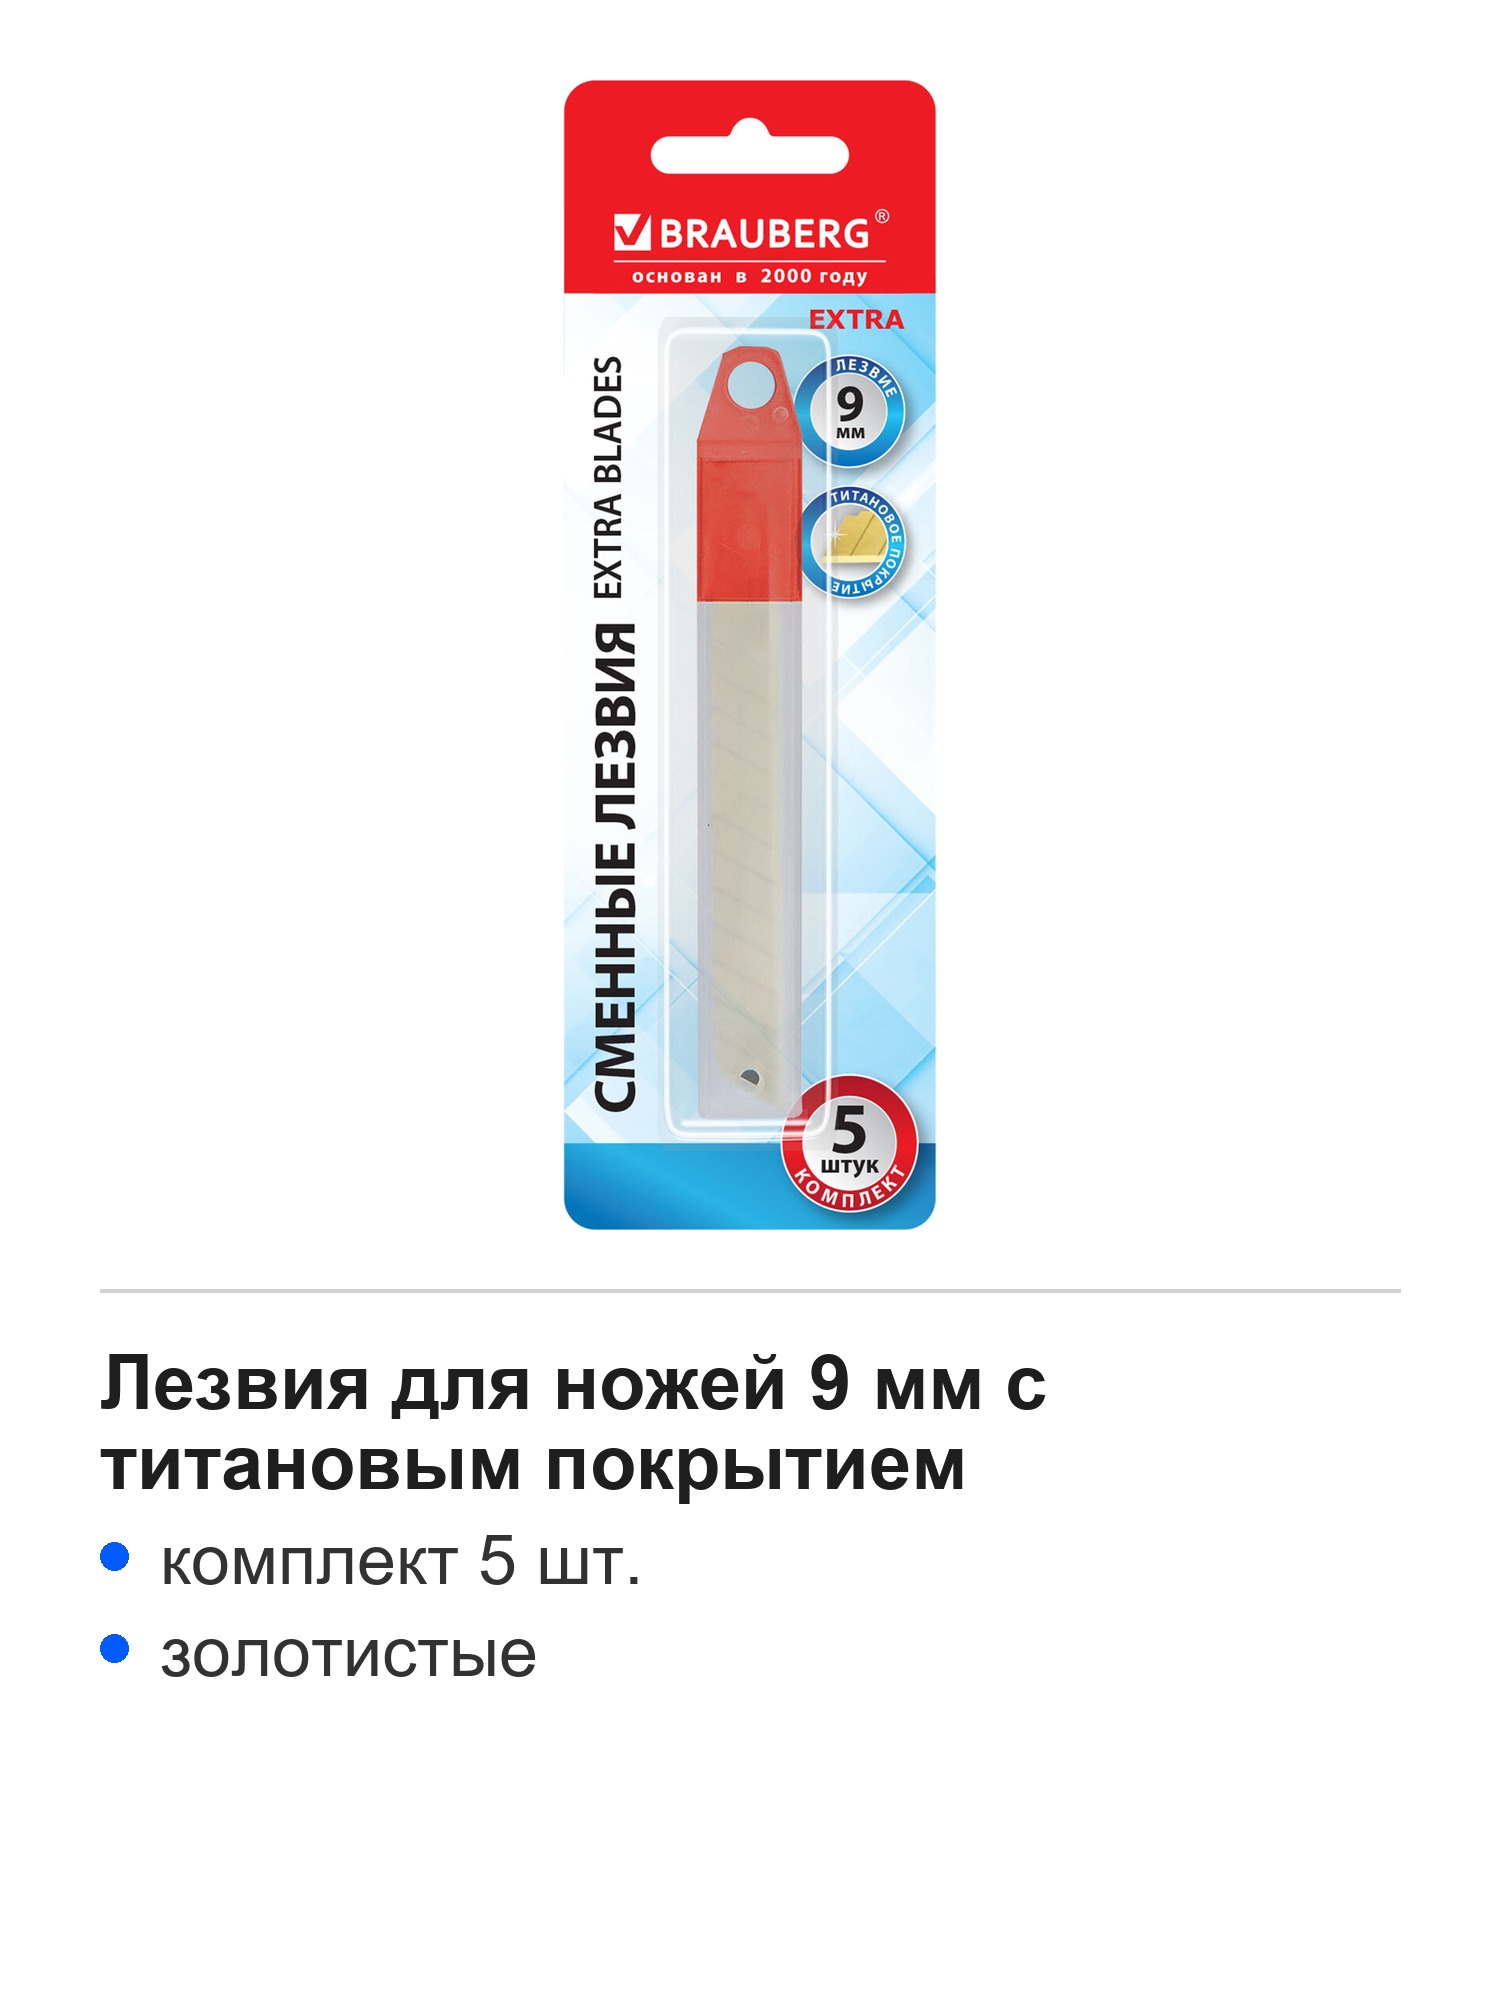 BRAUBERG®
основан в 2000 году
EXTRA
ЛЕЗВИЕ
9
мм
ТИТАНОВОЕ ПОКРЫТИЕ
СМЕННЫЕ ЛЕЗВИЯ EXTRA BLADES
5
штук
КОМПЛЕКТ
Лезвия для ножей 9 мм с
титановым покрытием
комплект 5 шт.
золотистые